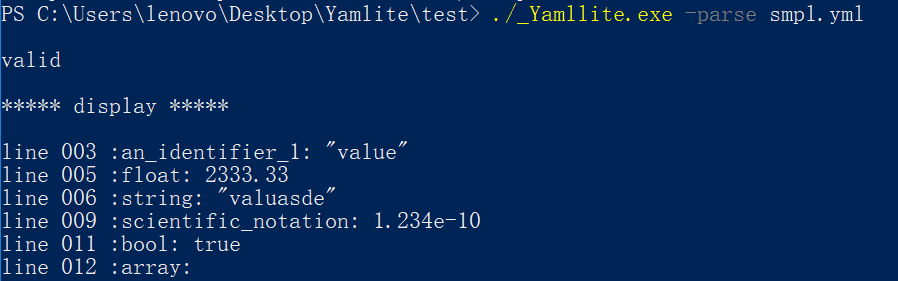 PS C:\Users\lenovo\Desktop\Yamlite\test> ./_Yamllite.exe -parse smpl.yml
valid
***** display *****
line 003 :an_identifier_1: "value"
line 005 :float: 2333.33
line 006 :string: "valuasde"
line 009 :scientific_notation: 1.234e-10
line 011 :bool: true
line 012 :array: